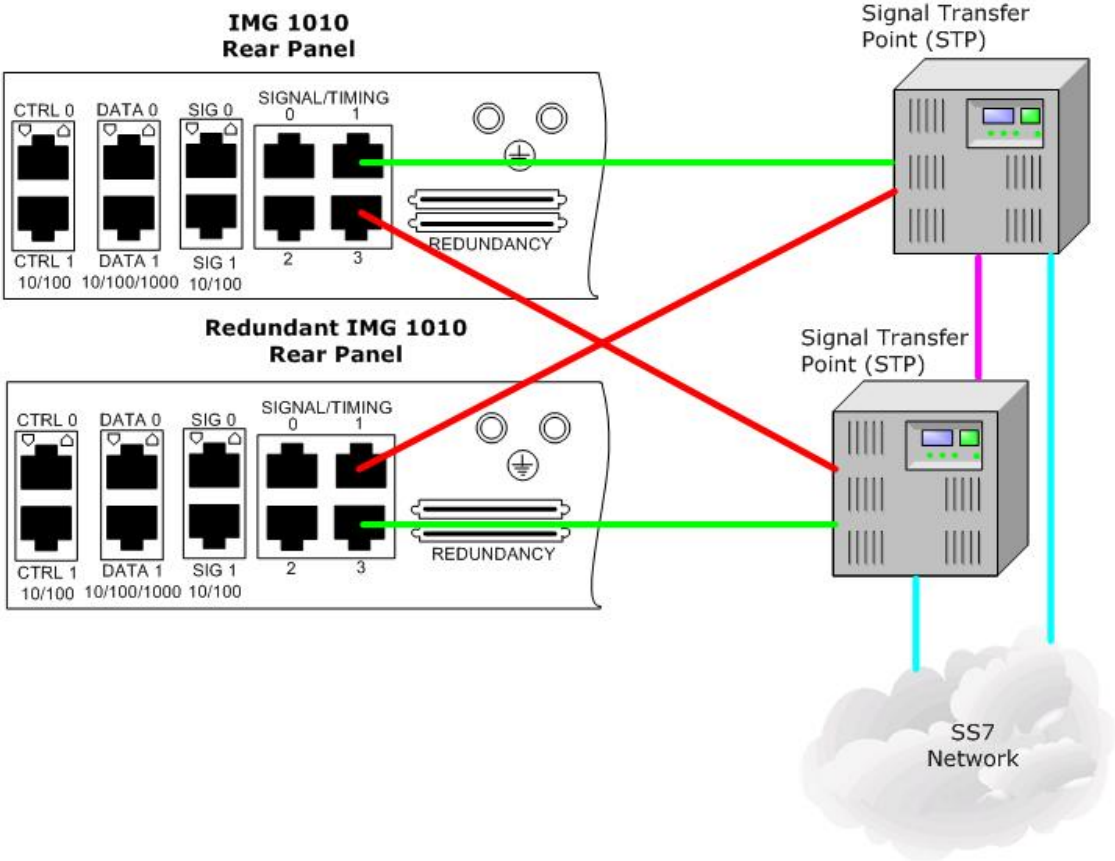 IMG 1010
Rear Panel
Signal Transfer
Point (STP)
CTRL 0
DATA 0
SIG 0
SIGNAL/TIMING
0
1
REDUNDANCY
2
3
CTRL 1
10/100
DATA 1
10/100/1000
SIG 1
10/100
Redundant IMG 1010
Rear Panel
Signal Transfer
Point (STP)
CTRL 0
DATA 0
SIG 0
SIGNAL/TIMING
0
1
REDUNDANCY
2
3
CTRL 1
10/100
DATA 1
10/100/1000
SIG 1
10/100
SS7
Network